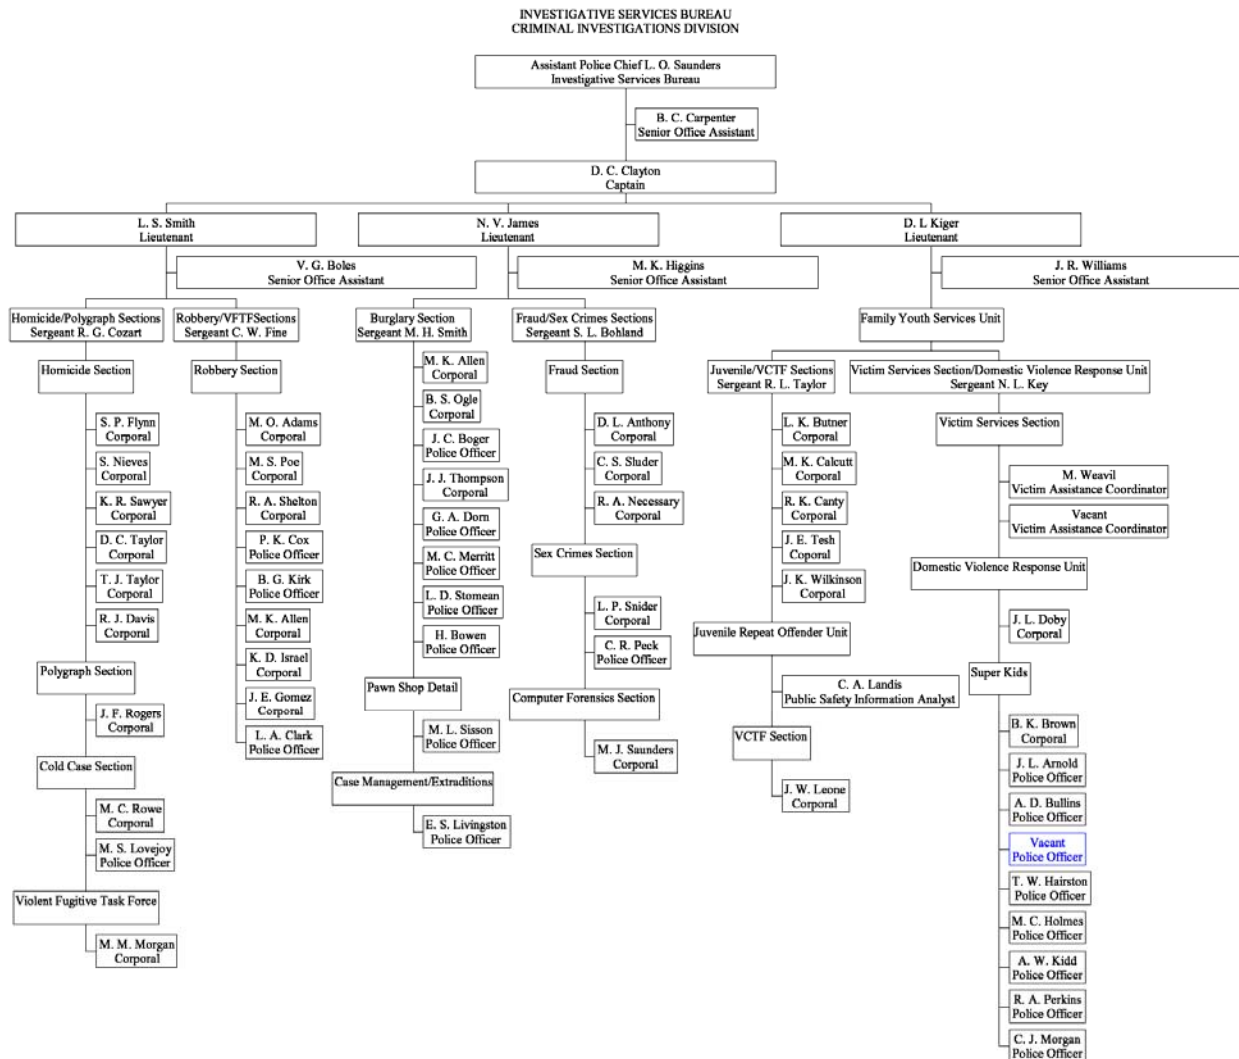 INVESTIGATIVE SERVICES BUREAU
CRIMINAL INVESTIGATIONS DIVISION
Assistant Police Chief L. O. Saunders
Investigative Services Bureau
B. C. Carpenter
Senior Office Assistant
D. C. Clayton
Captain
L. S. Smith
Lieutenant
V. G. Boles
Senior Office Assistant
Homicide/Polygraph Sections
Sergeant R. G. Cozart
Homicide Section
S. P. Flynn
Corporal
S. Nieves
Corporal
K. R. Sawyer
Corporal
D. C. Taylor
Corporal
T. J. Taylor
Corporal
R. J. Davis
Corporal
Polygraph Section
J. F. Rogers
Corporal
Cold Case Section
M. C. Rowe
Corporal
M. S. Lovejoy
Police Officer
Violent Fugitive Task Force
M. M. Morgan
Corporal
Robbery/VFTFSections
Sergeant C. W. Fine
Robbery Section
M. O. Adams
Corporal
M. S. Poe
Corporal
R. A. Shelton
Corporal
P. K. Cox
Police Officer
B. G. Kirk
Police Officer
M. K. Allen
Corporal
K. D. Israel
Corporal
J. E. Gomez
Corporal
L. A. Clark
Police Officer
N. V. James
Lieutenant
M. K. Higgins
Senior Office Assistant
Burglary Section
Sergeant M. H. Smith
M. K. Allen
Corporal
B. S. Ogle
Corporal
J. C. Boger
Police Officer
J. J. Thompson
Corporal
G. A. Dorn
Police Officer
M. C. Merritt
Police Officer
L. D. Stomean
Police Officer
H. Bowen
Police Officer
Pawn Shop Detail
M. L. Sisson
Police Officer
Case Management/Extraditions
E. S. Livingston
Police Officer
Fraud/Sex Crimes Sections
Sergeant S. L. Bohland
Fraud Section
D. L. Anthony
Corporal
C. S. Sluder
Corporal
R. A. Necessary
Corporal
Sex Crimes Section
L. P. Snider
Corporal
C. R. Peck
Police Officer
Computer Forensics Section
M. J. Saunders
Corporal
D. L Kiger
Lieutenant
J. R. Williams
Senior Office Assistant
Family Youth Services Unit
Juvenile/VCTF Sections
Sergeant R. L. Taylor
L. K. Butner
Corporal
M. K. Calcutt
Corporal
R. K. Canty
Corporal
J. E. Tesh
Coporal
J. K. Wilkinson
Corporal
Juvenile Repeat Offender Unit
C. A. Landis
Public Safety Information Analyst
VCTF Section
J. W. Leone
Corporal
Victim Services Section/Domestic Violence Response Unit
Sergeant N. L. Key
Victim Services Section
M. Weavil
Victim Assistance Coordinator
Vacant
Victim Assistance Coordinator
Domestic Violence Response Unit
J. L. Doby
Corporal
Super Kids
B. K. Brown
Corporal
J. L. Arnold
Police Officer
A. D. Bullins
Police Officer
Vacant
Police Officer
T. W. Hairston
Police Officer
M. C. Holmes
Police Officer
A. W. Kidd
Police Officer
R. A. Perkins
Police Officer
C. J. Morgan
Police Officer